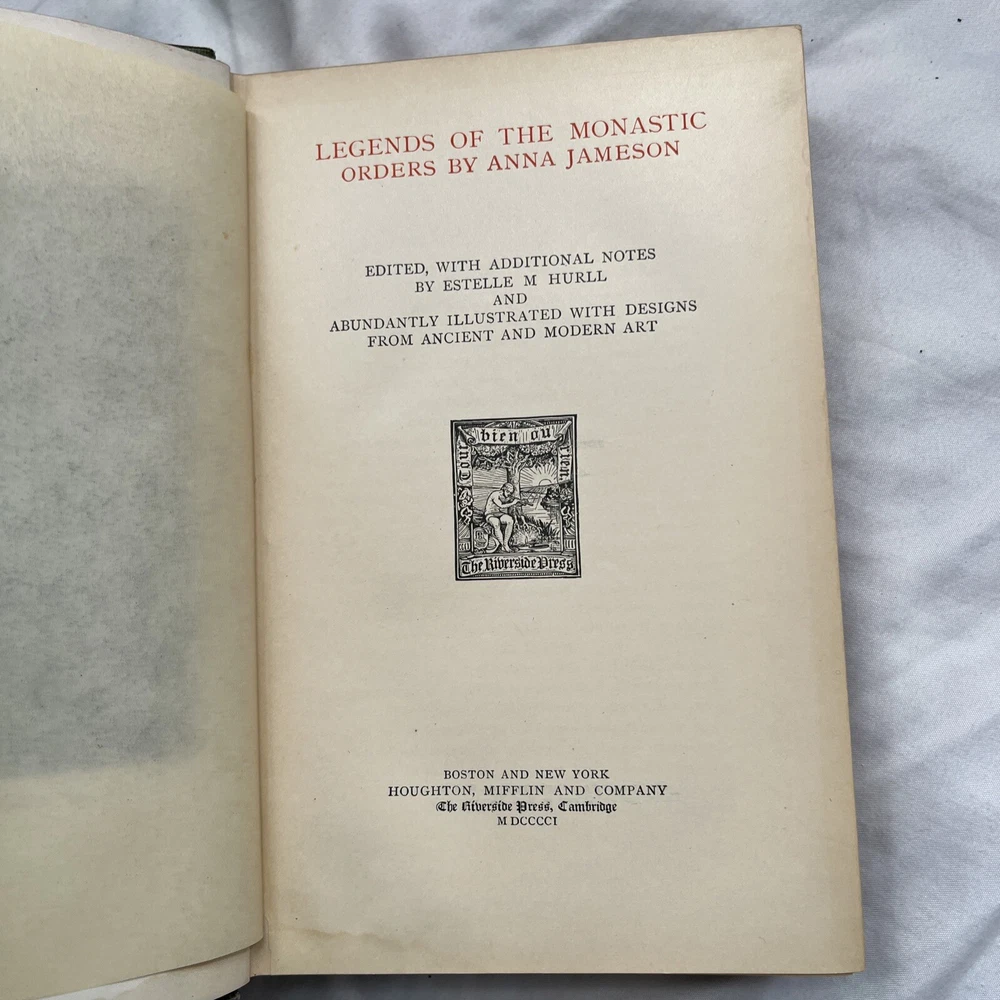 LEGENDS OF THE MONASTIC
ORDERS BY ANNA JAMESON
EDITED, WITH ADDITIONAL NOTES
BY ESTELLE M HURLL
AND
ABUNDANTLY ILLUSTRATED WITH DESIGNS
FROM ANCIENT AND MODERN ART
Tout bien ou rien
The Riverside Press
BOSTON AND NEW YORK
HOUGHTON, MIFFLIN AND COMPANY
The Riverside Press, Cambridge
M DCCCCI